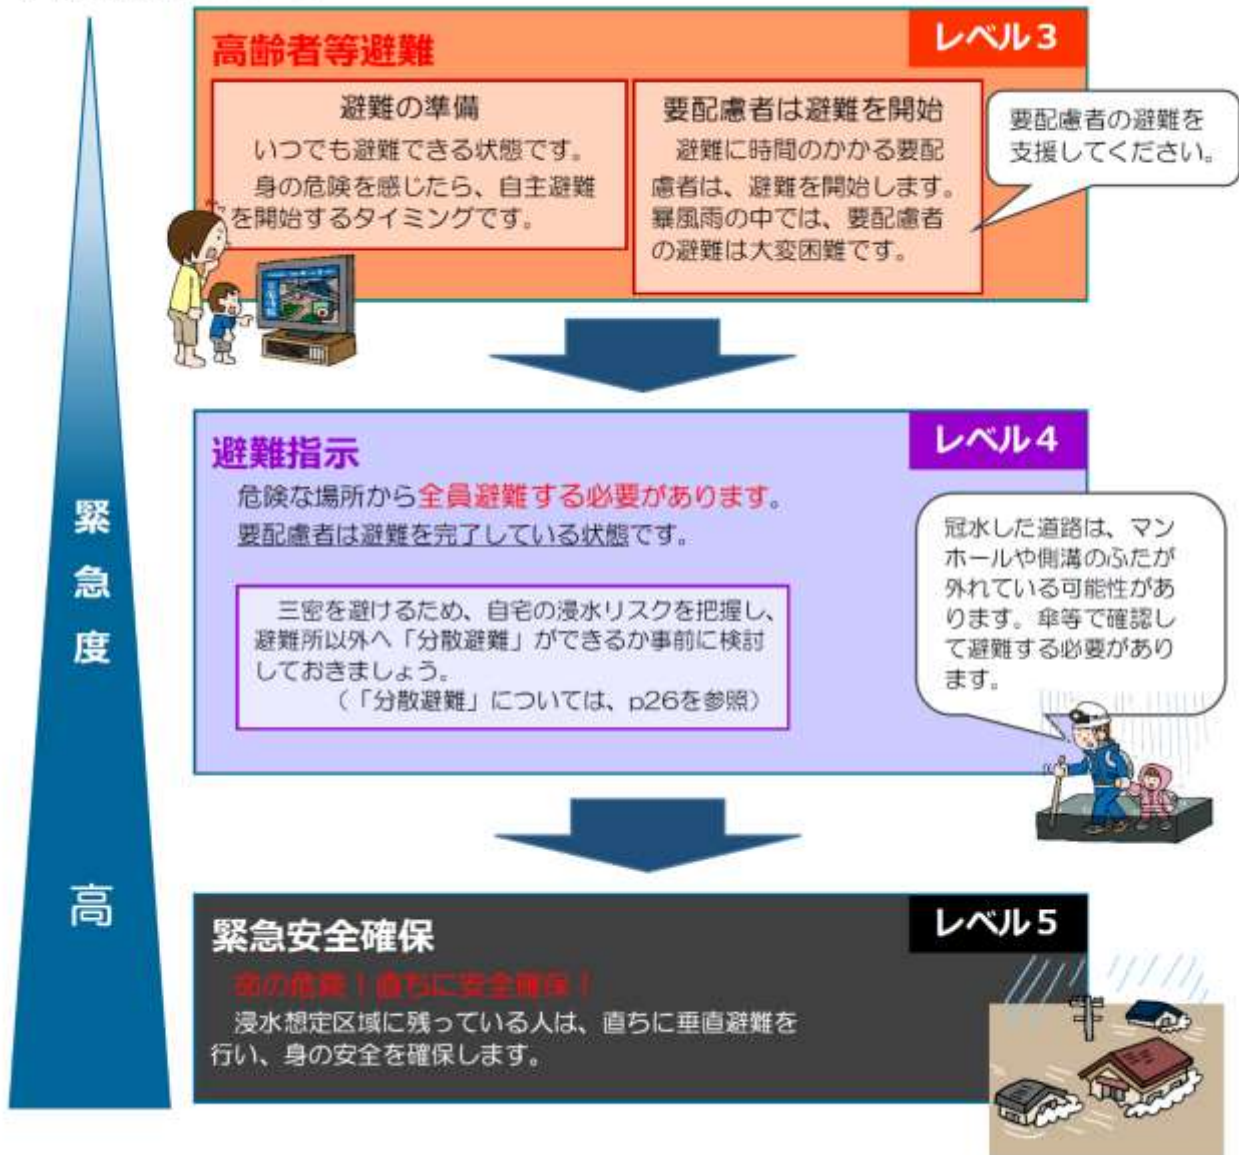 高齢者等避難
レベル3
避難の準備
いつでも避難できる状態です。
身の危険を感じたら、自主避難
を開始するタイミングです。
要配慮者は避難を開始
避難に時間のかかる要配
慮者は、避難を開始します。
暴風雨の中では、要配慮者
の避難は大変困難です。
要配慮者の避難を
支援してください。
緊急度
高
避難指示
レベル4
危険な場所から全員避難する必要があります。
要配慮者は避難を完了している状態です。
三密を避けるため、自宅の浸水リスクを把握し、
避難所以外へ「分散避難」ができるか事前に検討
しておきましょう。
（「分散避難」については、p26を参照）
冠水した道路は、マン
ホールや側溝のふたが
外れている可能性があ
ります。傘等で確認し
て避難する必要があり
ます。
緊急安全確保
レベル5
命の危険！直ちに安全確保！
浸水想定区域に残っている人は、直ちに垂直避難を
行い、身の安全を確保します。